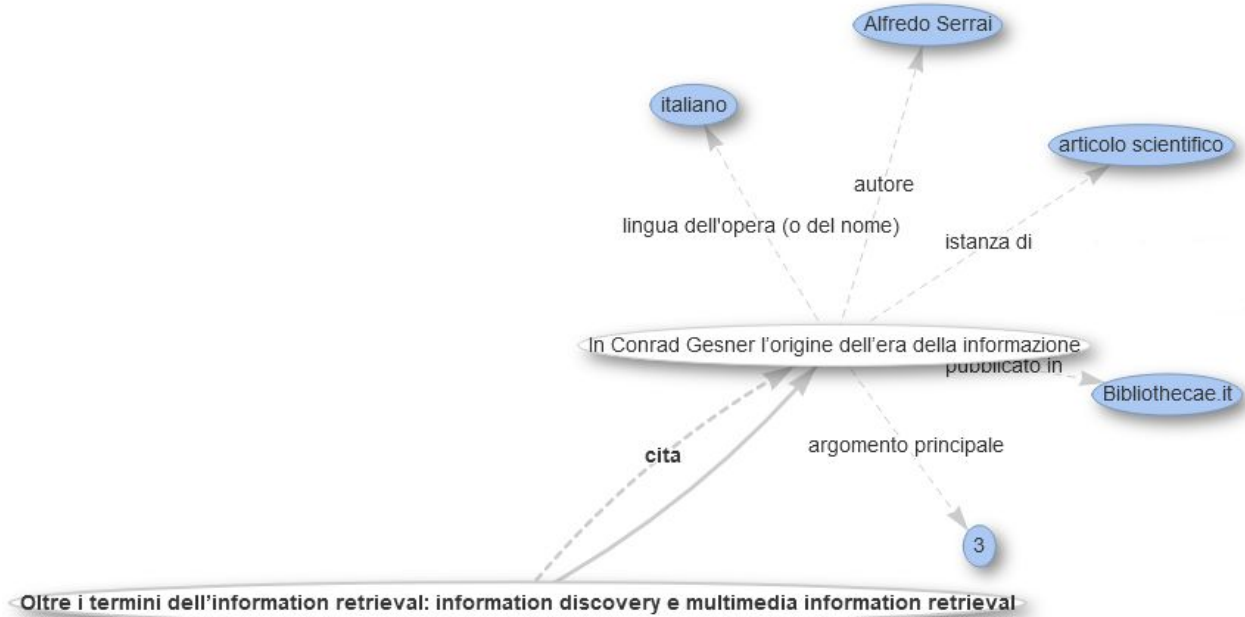 Alfredo Serrai
italiano
articolo scientifico
autore
lingua dell'opera (o del nome)
istanza di
In Conrad Gesner l’origine dell’era della informazione
pubblicato in
Bibliothecae.it
argomento principale
cita
3
Oltre i termini dell’information retrieval: information discovery e multimedia information retrieval